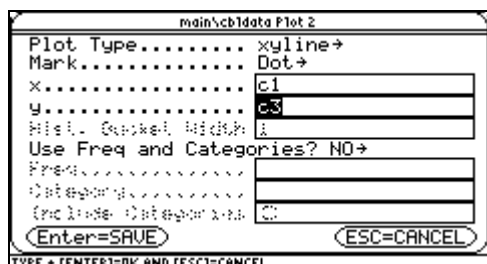 main\cb1data Plot 2
Plot Type......... xyline→
Mark.............. Dot→
x................. c1
y................. c3
Hist. Bucket Width 1
Use Freq and Categories? NO→
Freq..............
Category..........
Include Categories {}
Enter=SAVE ESC=CANCEL
TYPE + [ENTER]=OK AND [ESC]=CANCEL